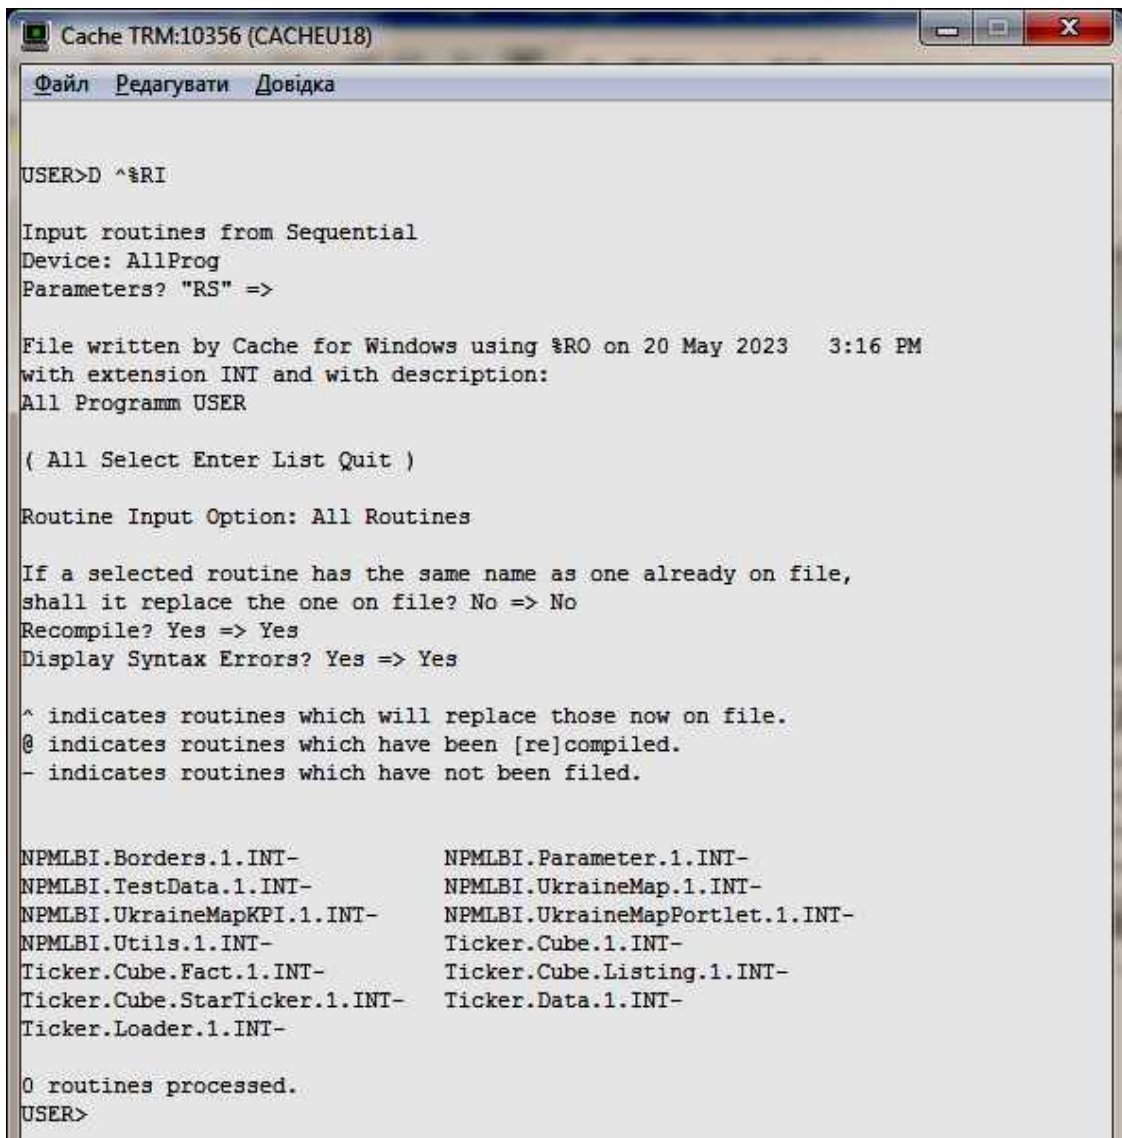 Cache TRM:10356 (CACHEU18)
Файл Редагувати Довідка
USER>D ^%RI
Input routines from Sequential
Device: AllProg
Parameters? "RS" =>
File written by Cache for Windows using %RO on 20 May 2023   3:16 PM
with extension INT and with description:
All Programm USER
( All Select Enter List Quit )
Routine Input Option: All Routines
If a selected routine has the same name as one already on file,
shall it replace the one on file? No => No
Recompile? Yes => Yes
Display Syntax Errors? Yes => Yes
^ indicates routines which will replace those now on file.
@ indicates routines which have been [re]compiled.
- indicates routines which have not been filed.
NPMLBI.Borders.1.INT-   NPMLBI.Parameter.1.INT-
NPMLBI.TestData.1.INT-   NPMLBI.UkraineMap.1.INT-
NPMLBI.UkraineMapKPI.1.INT-   NPMLBI.UkraineMapPortlet.1.INT-
NPMLBI.Utils.1.INT-   Ticker.Cube.1.INT-
Ticker.Cube.Fact.1.INT-   Ticker.Cube.Listing.1.INT-
Ticker.Cube.StarTicker.1.INT-   Ticker.Data.1.INT-
Ticker.Loader.1.INT-
0 routines processed.
USER>